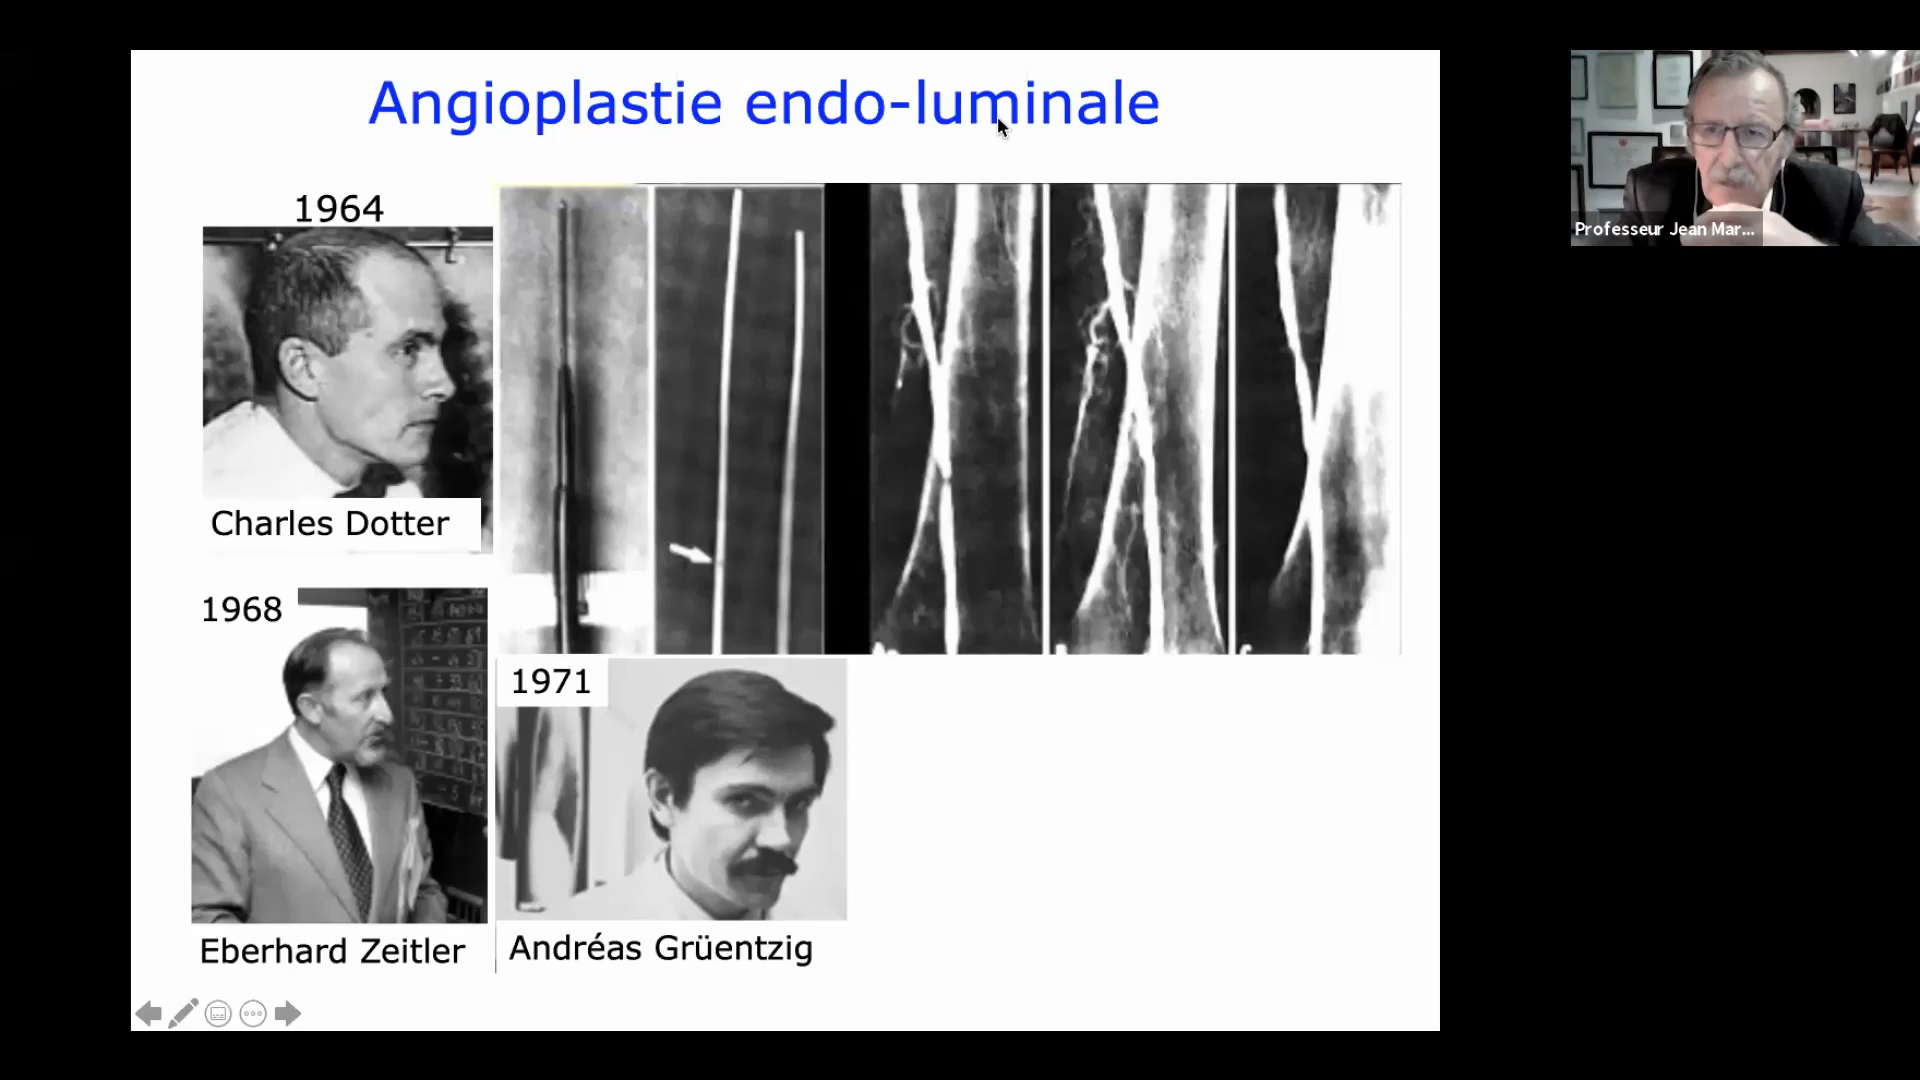 Angioplastie endo-luminale
1964
Charles Dotter
1968
Eberhard Zeitler
1971
Andréas Grüentzig
Professeur Jean Mar...